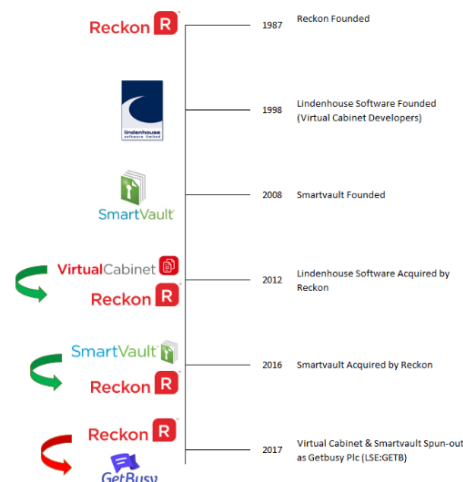 Reckon R
1987
Reckon Founded
lindenhouse
software limited
1998
Lindenhouse Software Founded
(Virtual Cabinet Developers)
SmartVault
2008
Smartvault Founded
VirtualCabinet
Reckon R
2012
Lindenhouse Software Acquired by
Reckon
SmartVault
Reckon R
2016
Smartvault Acquired by Reckon
Reckon R
GetBusy
2017
Virtual Cabinet & Smartvault Spun-out
as Getbusy Plc (LSE:GETB)